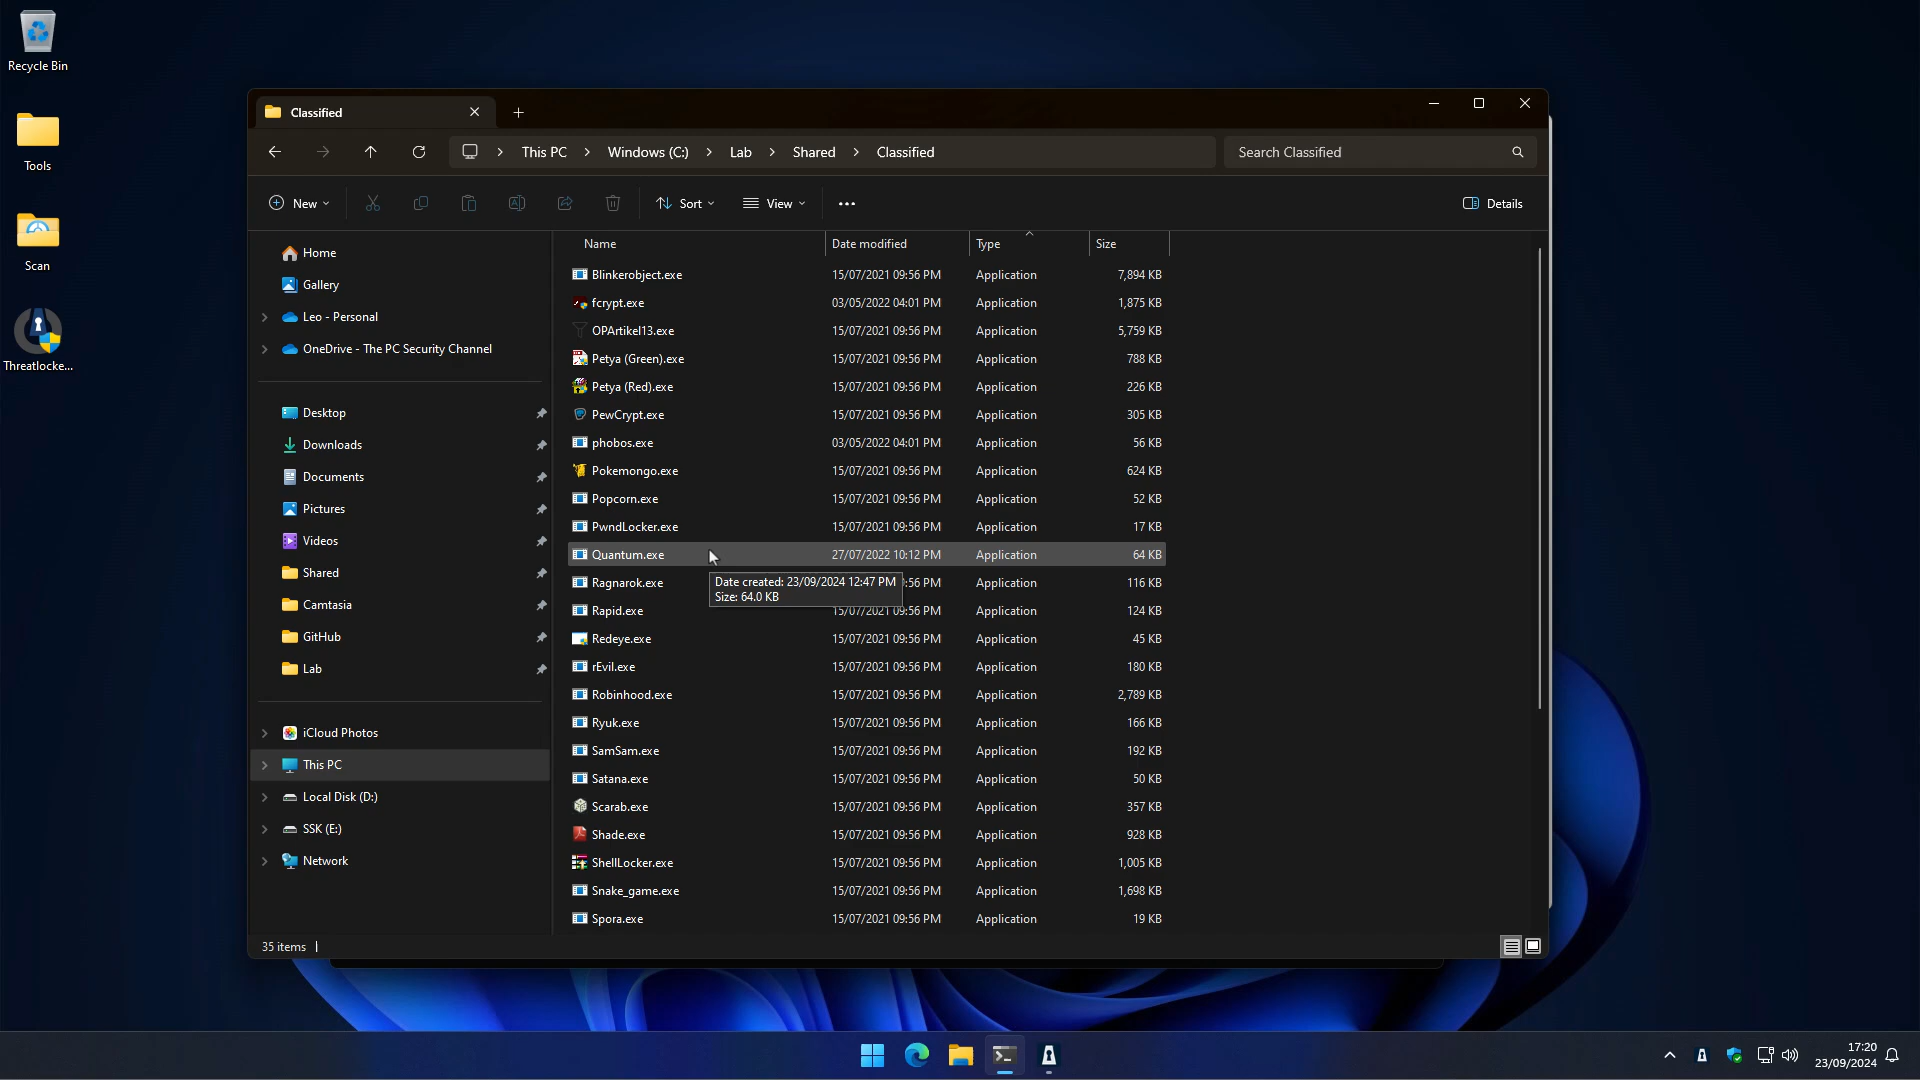 Recycle Bin
Tools
Scan
Threatlocke...
Classified
This PC
Windows (C:)
Lab
Shared
Classified
Search Classified
New
Sort
View
Details
Home
Gallery
Leo - Personal
OneDrive - The PC Security Channel
Desktop
Downloads
Documents
Pictures
Videos
Shared
Camtasia
GitHub
Lab
iCloud Photos
This PC
Local Disk (D:)
SSK (E:)
Network
Name Date modified Type Size
Blinkerobject.exe 15/07/2021 09:56 PM Application 7,894 KB
fcrypt.exe 03/05/2022 04:01 PM Application 1,875 KB
OPArtikel13.exe 15/07/2021 09:56 PM Application 5,759 KB
Petya (Green).exe 15/07/2021 09:56 PM Application 788 KB
Petya (Red).exe 15/07/2021 09:56 PM Application 226 KB
PewCrypt.exe 15/07/2021 09:56 PM Application 305 KB
phobos.exe 03/05/2022 04:01 PM Application 56 KB
Pokemongo.exe 15/07/2021 09:56 PM Application 624 KB
Popcorn.exe 15/07/2021 09:56 PM Application 52 KB
PwndLocker.exe 15/07/2021 09:56 PM Application 17 KB
Quantum.exe 27/07/2022 10:12 PM Application 64 KB
Date created: 23/09/2024 12:47 PM
Size: 64.0 KB
Ragnarok.exe :56 PM Application 116 KB
Rapid.exe 15/07/2021 09:56 PM Application 124 KB
Redeye.exe 15/07/2021 09:56 PM Application 45 KB
rEvil.exe 15/07/2021 09:56 PM Application 180 KB
Robinhood.exe 15/07/2021 09:56 PM Application 2,789 KB
Ryuk.exe 15/07/2021 09:56 PM Application 166 KB
SamSam.exe 15/07/2021 09:56 PM Application 192 KB
Satana.exe 15/07/2021 09:56 PM Application 50 KB
Scarab.exe 15/07/2021 09:56 PM Application 357 KB
Shade.exe 15/07/2021 09:56 PM Application 928 KB
ShellLocker.exe 15/07/2021 09:56 PM Application 1,005 KB
Snake_game.exe 15/07/2021 09:56 PM Application 1,698 KB
Spora.exe 15/07/2021 09:56 PM Application 19 KB
35 items
17:20
23/09/2024